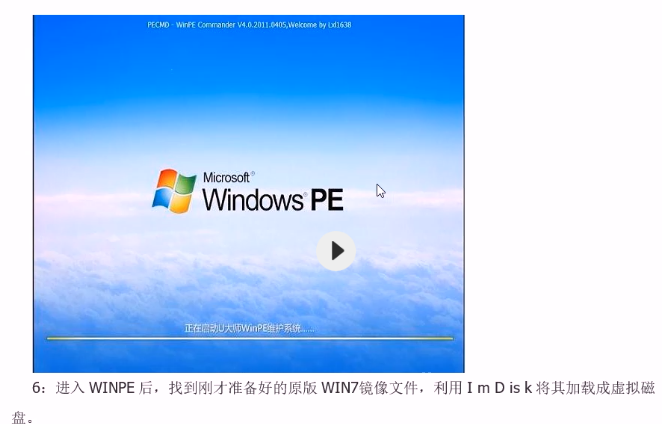 PECMD - WinPE Commander V4.0.2011.0405,Welcome by Lxl1638
Microsoft®
Windows® PE
正在启动U大师WinPE维护系统......
6：进入 WINPE 后，找到刚才准备好的原版 WIN7镜像文件，利用 I m D is k 将其加载成虚拟磁
盘。